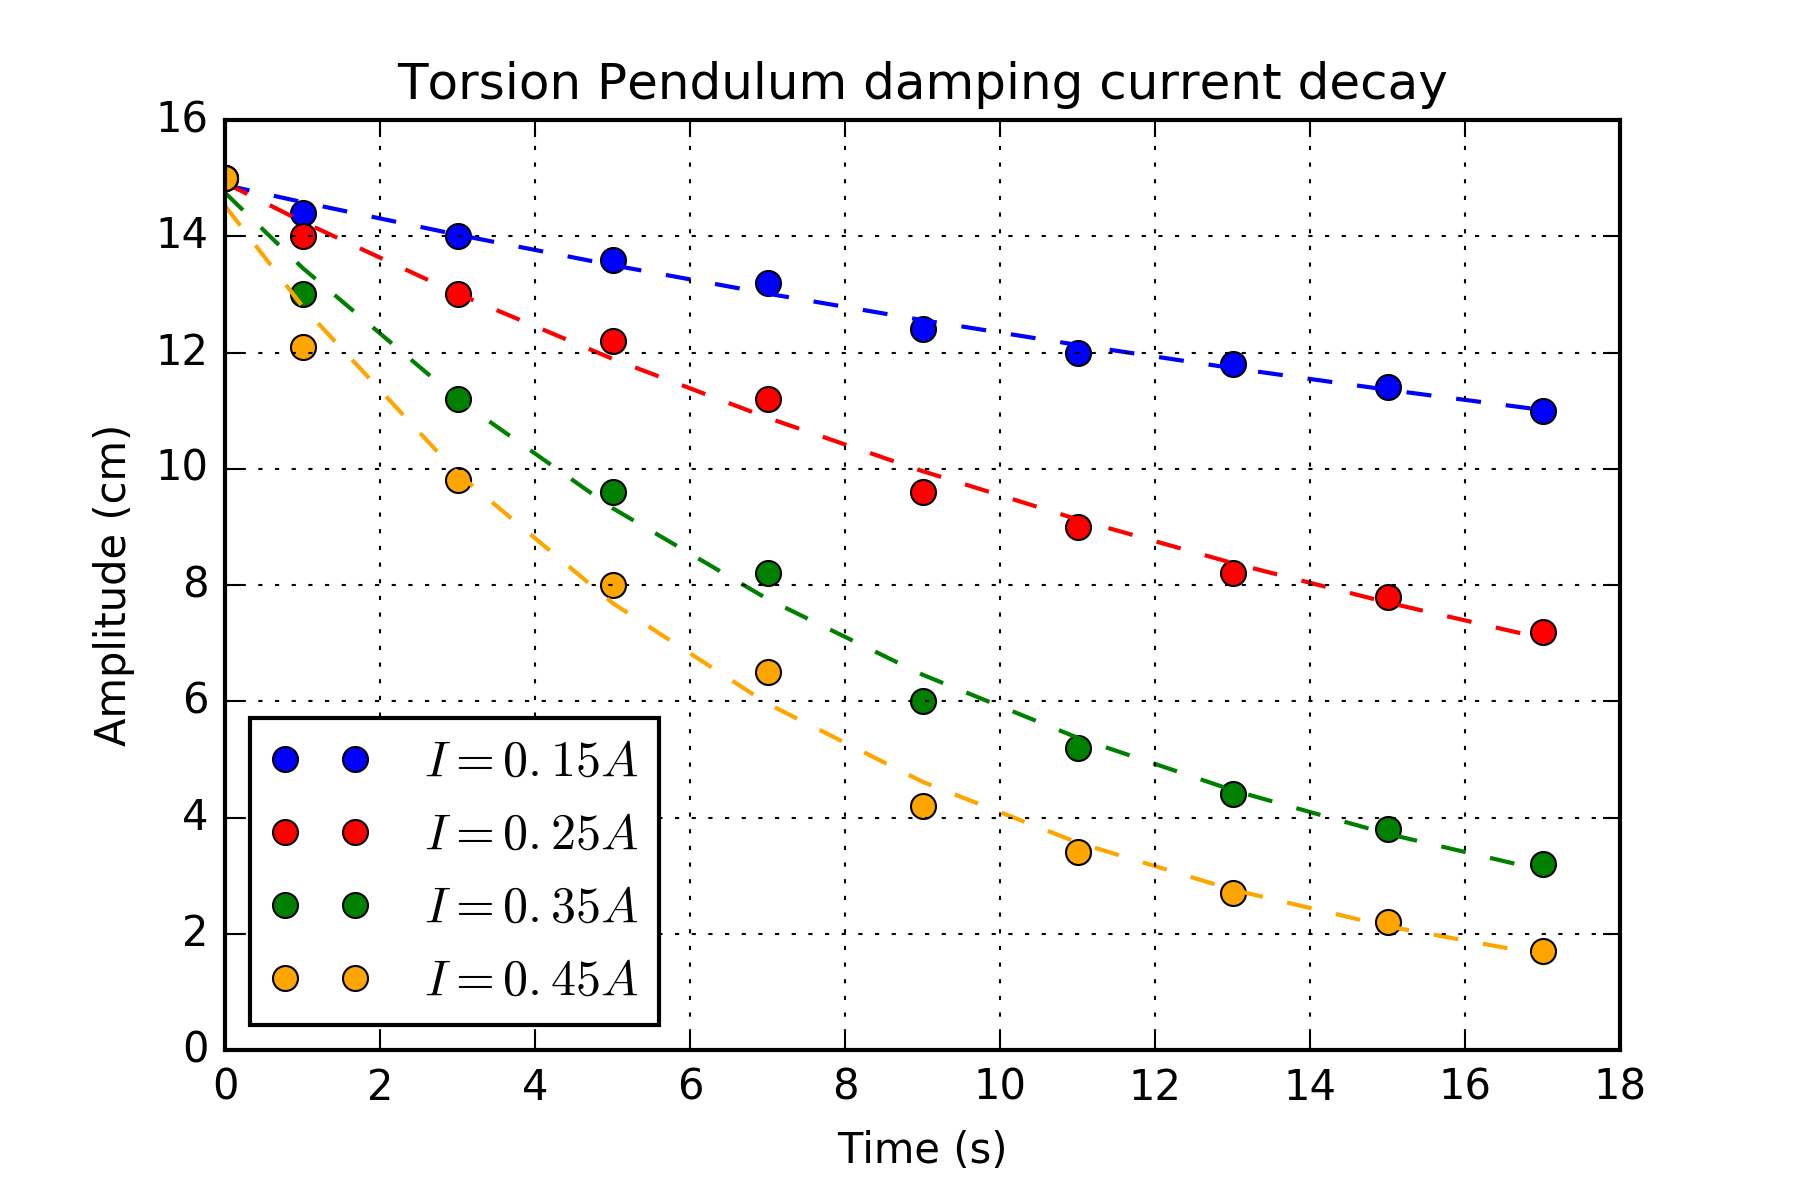 Torsion Pendulum damping current decay
16
14
12
10
8
6
4
2
0
Amplitude (cm)
I = 0.15A
I = 0.25A
I = 0.35A
I = 0.45A
0 2 4 6 8 10 12 14 16 18
Time (s)